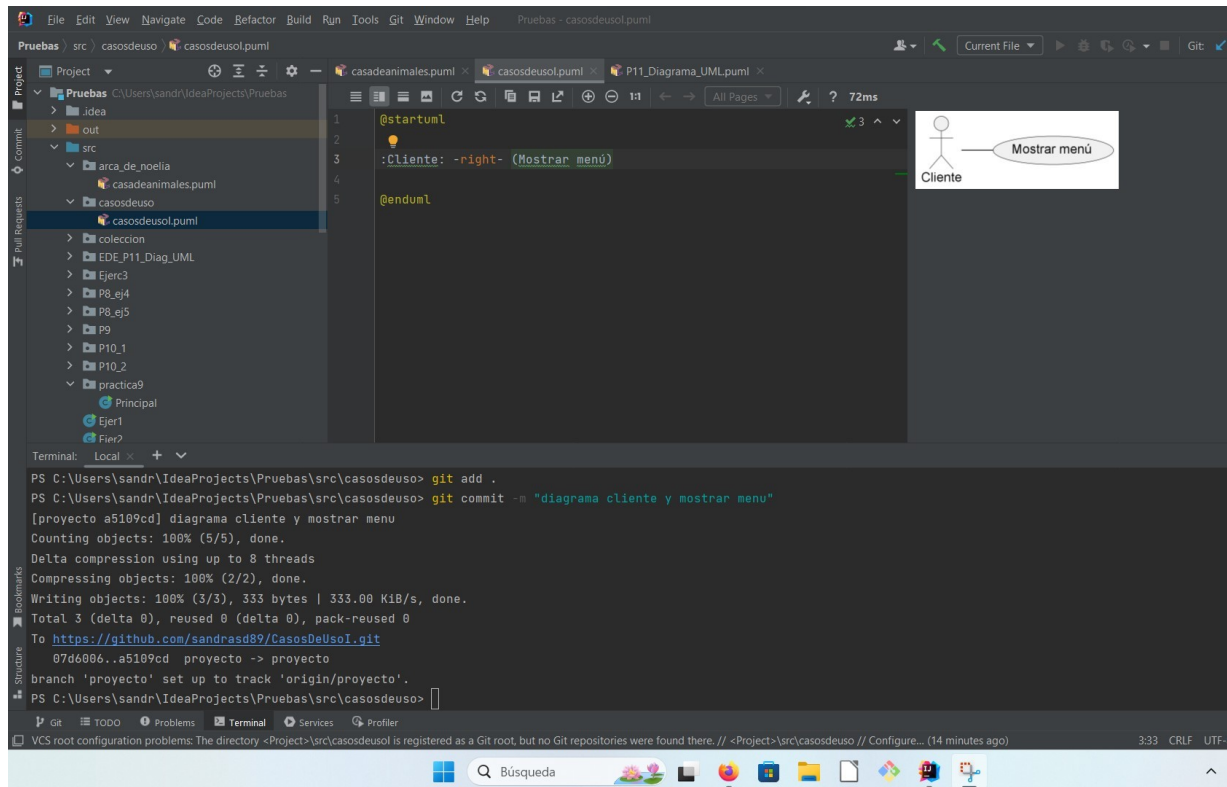 File Edit View Navigate Code Refactor Build Run Tools Git Window Help Pruebas - casosdeusoI.puml
Pruebas src casosdeuso casosdeusoI.puml Current File Git:
Project
Project casadeanimales.puml casosdeusoI.puml P11_Diagrama_UML.puml
Pruebas C:\Users\sandr\IdeaProjects\Pruebas
1:1 All Pages ? 72ms
.idea
out
src
arca_de_noelia
casadeanimales.puml
casosdeuso
casosdeusoI.puml
coleccion
EDE_P11_Diag_UML
Ejerc3
P8_ej4
P8_ej5
P9
P10_1
P10_2
practica9
Principal
Ejer1
Ejer2
Commit
Pull Requests
1 @startuml
3
2
3 :Cliente: -right- (Mostrar menú)
4
5 @enduml
Mostrar menú
Cliente
Terminal: Local
PS C:\Users\sandr\IdeaProjects\Pruebas\src\casosdeuso> git add .
PS C:\Users\sandr\IdeaProjects\Pruebas\src\casosdeuso> git commit -m "diagrama cliente y mostrar menu"
[proyecto a5109cd] diagrama cliente y mostrar menu
Counting objects: 100% (5/5), done.
Delta compression using up to 8 threads
Compressing objects: 100% (2/2), done.
Writing objects: 100% (3/3), 333 bytes | 333.00 KiB/s, done.
Total 3 (delta 0), reused 0 (delta 0), pack-reused 0
To https://github.com/sandrasd89/CasosDeUsoI.git
07d6006..a5109cd proyecto -> proyecto
branch 'proyecto' set up to track 'origin/proyecto'.
PS C:\Users\sandr\IdeaProjects\Pruebas\src\casosdeuso>
Bookmarks
Structure
Git TODO Problems Terminal Services Profiler
VCS root configuration problems: The directory <Project>\src\casosdeusoI is registered as a Git root, but no Git repositories were found there. // <Project>\src\casosdeuso // Configure... (14 minutes ago) 3:33 CRLF UTF-
Búsqueda